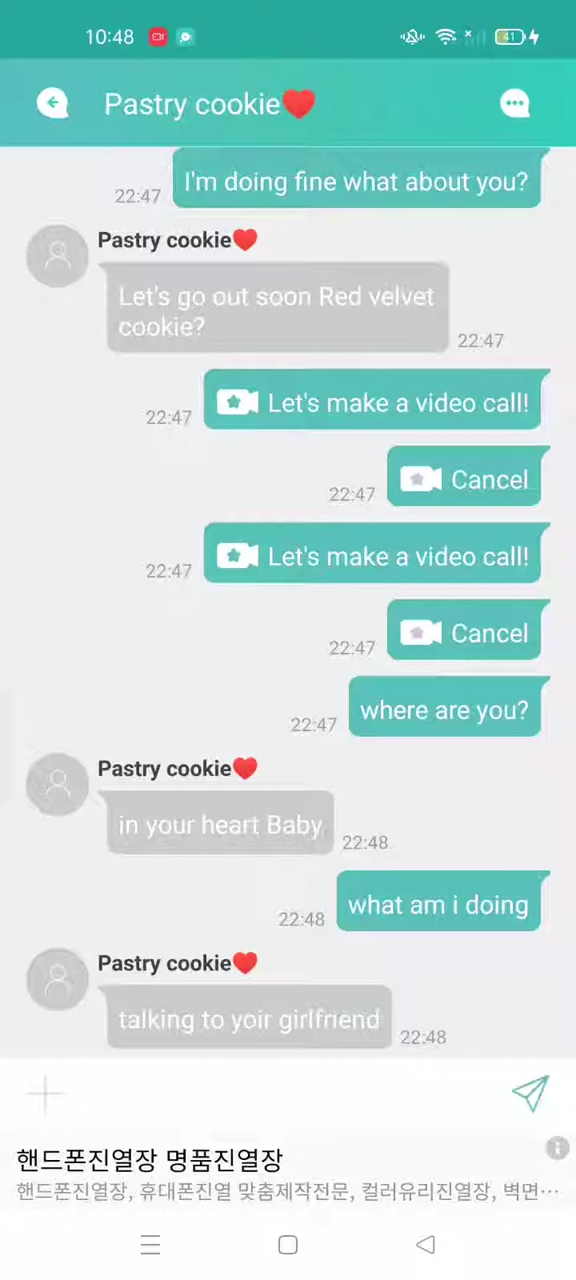 10:48
41
Pastry cookie❤️
I'm doing fine what about you?
22:47
Pastry cookie❤️
Let's go out soon Red velvet
cookie?
22:47
Let's make a video call!
22:47
Cancel
22:47
Let's make a video call!
22:47
Cancel
22:47
where are you?
22:47
Pastry cookie❤️
in your heart Baby
22:48
what am i doing
22:48
Pastry cookie❤️
talking to yoir girlfriend
22:48
핸드폰진열장 명품진열장
핸드폰진열장, 휴대폰진열 맞춤제작전문, 컬러유리진열장, 벽면…